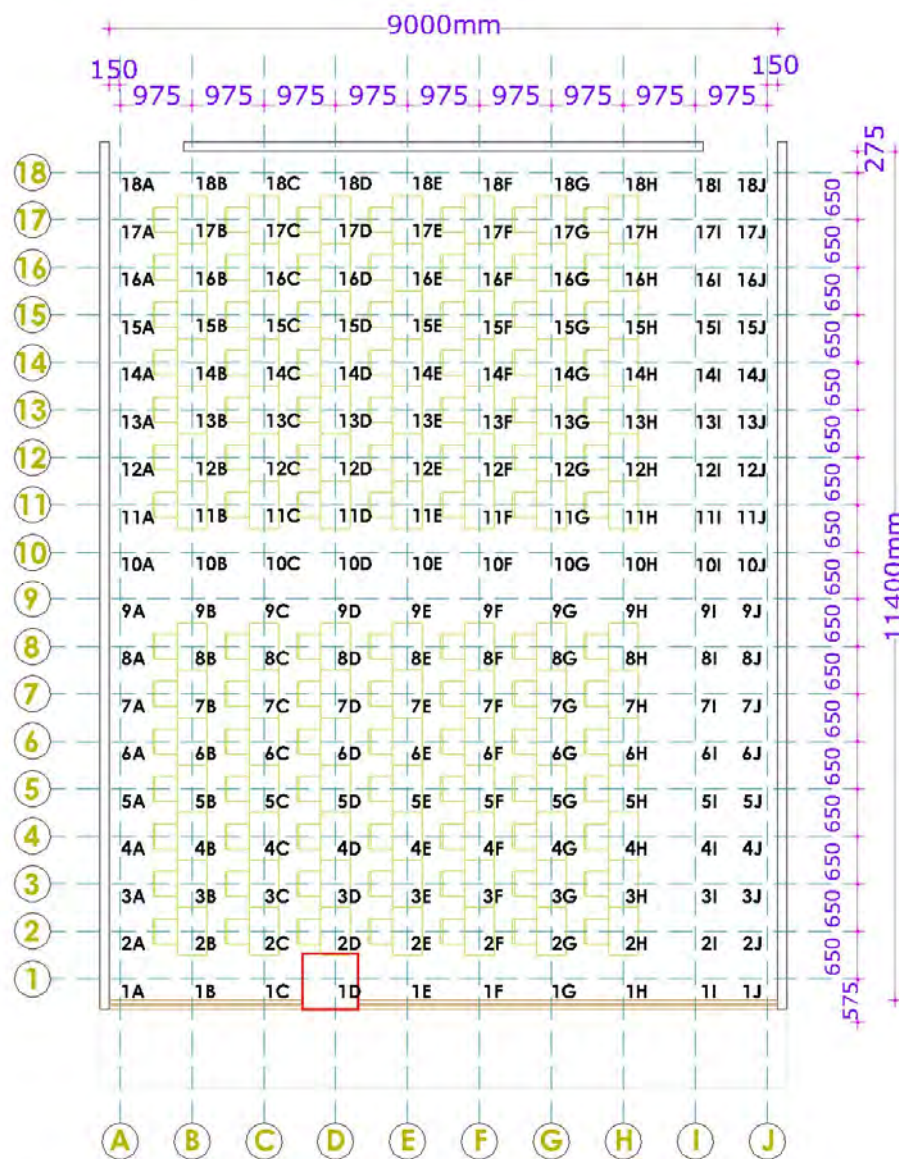 9000mm
150 150
975 975 975 975 975 975 975 975 975
275
18 18A 18B 18C 18D 18E 18F 18G 18H 18I 18J
650
17 17A 17B 17C 17D 17E 17F 17G 17H 17I 17J
650
16 16A 16B 16C 16D 16E 16F 16G 16H 16I 16J
650
15 15A 15B 15C 15D 15E 15F 15G 15H 15I 15J
650
14 14A 14B 14C 14D 14E 14F 14G 14H 14I 14J
650
13 13A 13B 13C 13D 13E 13F 13G 13H 13I 13J
650
12 12A 12B 12C 12D 12E 12F 12G 12H 12I 12J
650
11 11A 11B 11C 11D 11E 11F 11G 11H 11I 11J
650
10 10A 10B 10C 10D 10E 10F 10G 10H 10I 10J
650
9 9A 9B 9C 9D 9E 9F 9G 9H 9I 9J
11400mm
650
8 8A 8B 8C 8D 8E 8F 8G 8H 8I 8J
650
7 7A 7B 7C 7D 7E 7F 7G 7H 7I 7J
650
6 6A 6B 6C 6D 6E 6F 6G 6H 6I 6J
650
5 5A 5B 5C 5D 5E 5F 5G 5H 5I 5J
650
4 4A 4B 4C 4D 4E 4F 4G 4H 4I 4J
650
3 3A 3B 3C 3D 3E 3F 3G 3H 3I 3J
650
2 2A 2B 2C 2D 2E 2F 2G 2H 2I 2J
650
1 1A 1B 1C 1D 1E 1F 1G 1H 1I 1J
575
A B C D E F G H I J